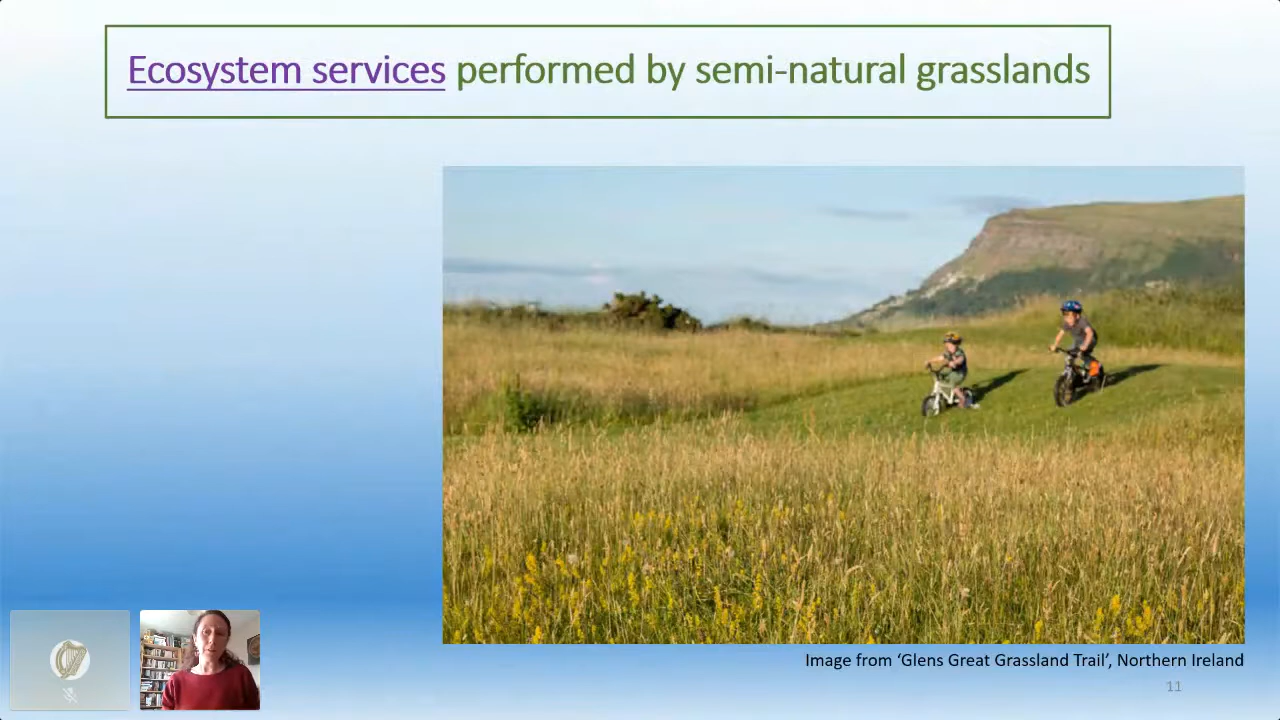 Ecosystem services performed by semi-natural grasslands
Image from ‘Glens Great Grassland Trail’, Northern Ireland
11